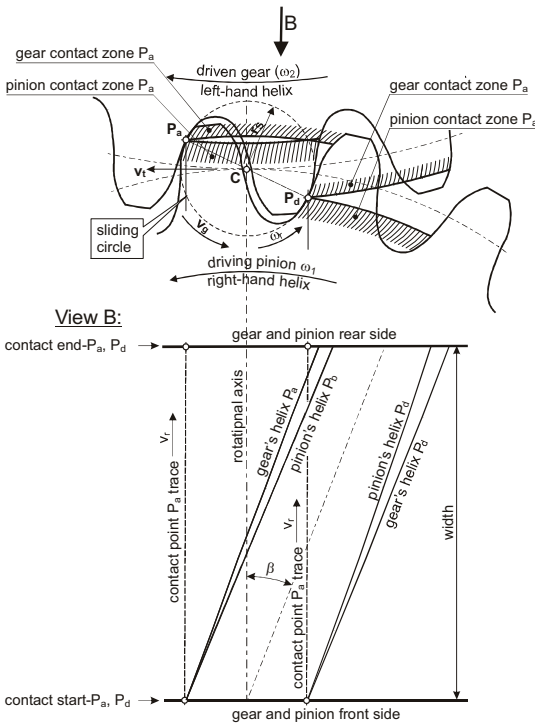 B
gear contact zone Pa
pinion contact zone Pa
driven gear (ω2)
left-hand helix
gear contact zone Pa
pinion contact zone Pa
Pa
rs
vt
C
Pd
sliding
circle
vg
ωr
driving pinion ω1
right-hand helix
View B:
gear and pinion rear side
contact end-Pa, Pd
contact point Pa trace
vr
rotatipnal axis
gear's helix Pa
pinion's helix Pb
β
contact point Pa trace
vr
pinion's helix Pd
gear's helix Pd
width
contact start-Pa, Pd
gear and pinion front side